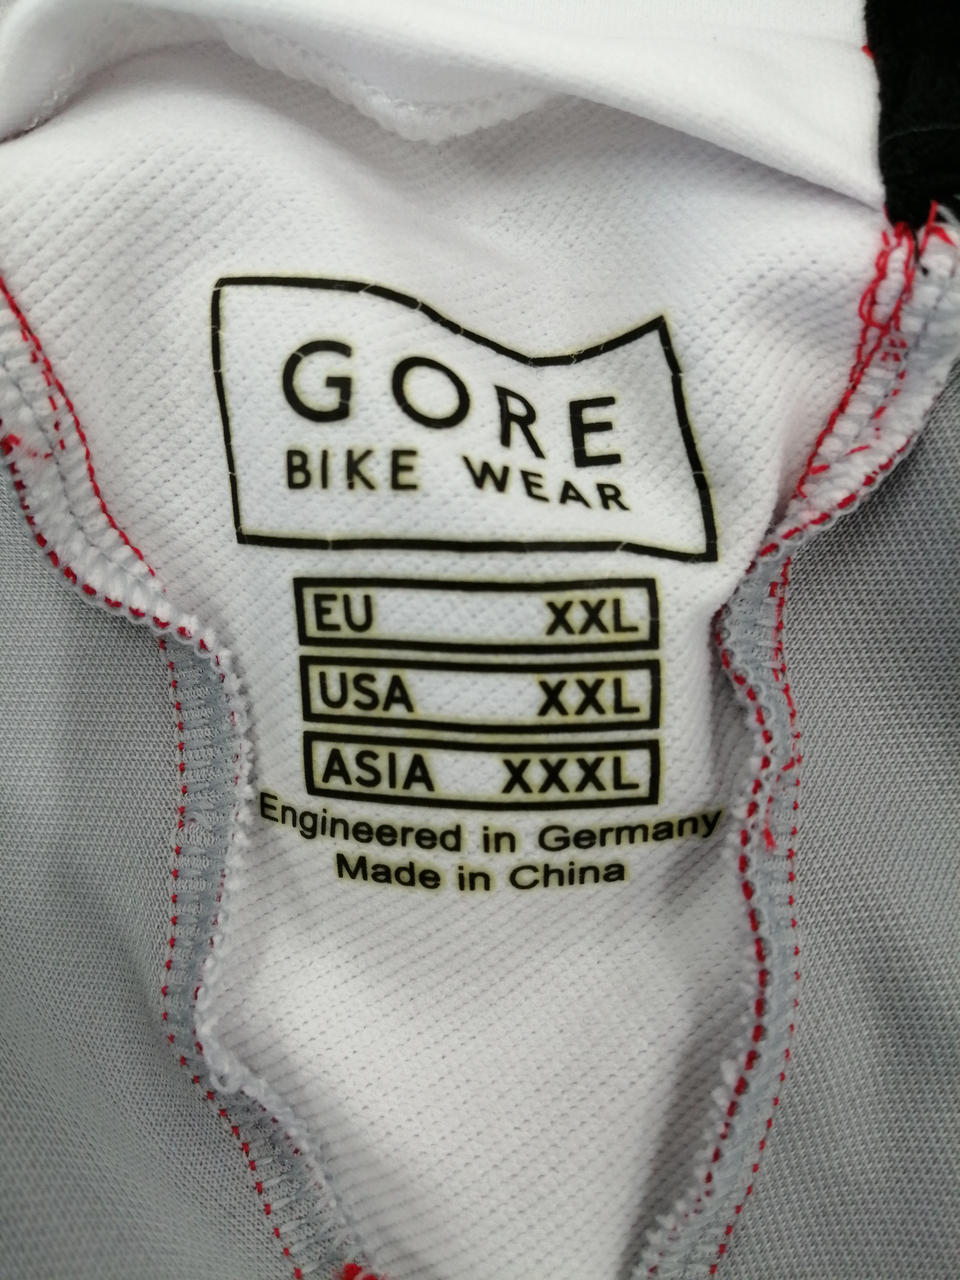 GORE
BIKE WEAR
EU XXL
USA XXL
ASIA XXXL
Engineered in Germany
Made in China